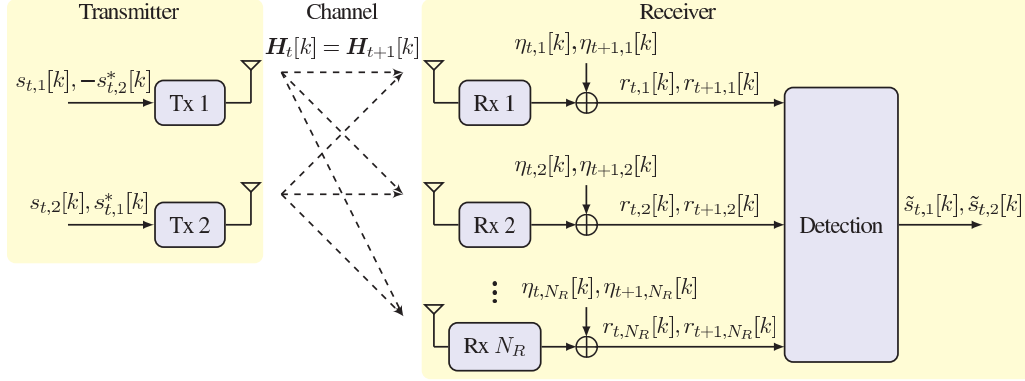 Transmitter Channel Receiver
𝑯_t[k] = 𝑯_{t+1}[k] η_{t,1}[k], η_{t+1,1}[k]
s_{t,1}[k], −s*_{t,2}[k] r_{t,1}[k], r_{t+1,1}[k]
Tx 1 Rx 1
η_{t,2}[k], η_{t+1,2}[k]
s_{t,2}[k], s*_{t,1}[k] r_{t,2}[k], r_{t+1,2}[k] s̃_{t,1}[k], s̃_{t,2}[k]
Tx 2 Rx 2 Detection
η_{t,N_R}[k], η_{t+1,N_R}[k]
r_{t,N_R}[k], r_{t+1,N_R}[k]
Rx N_R